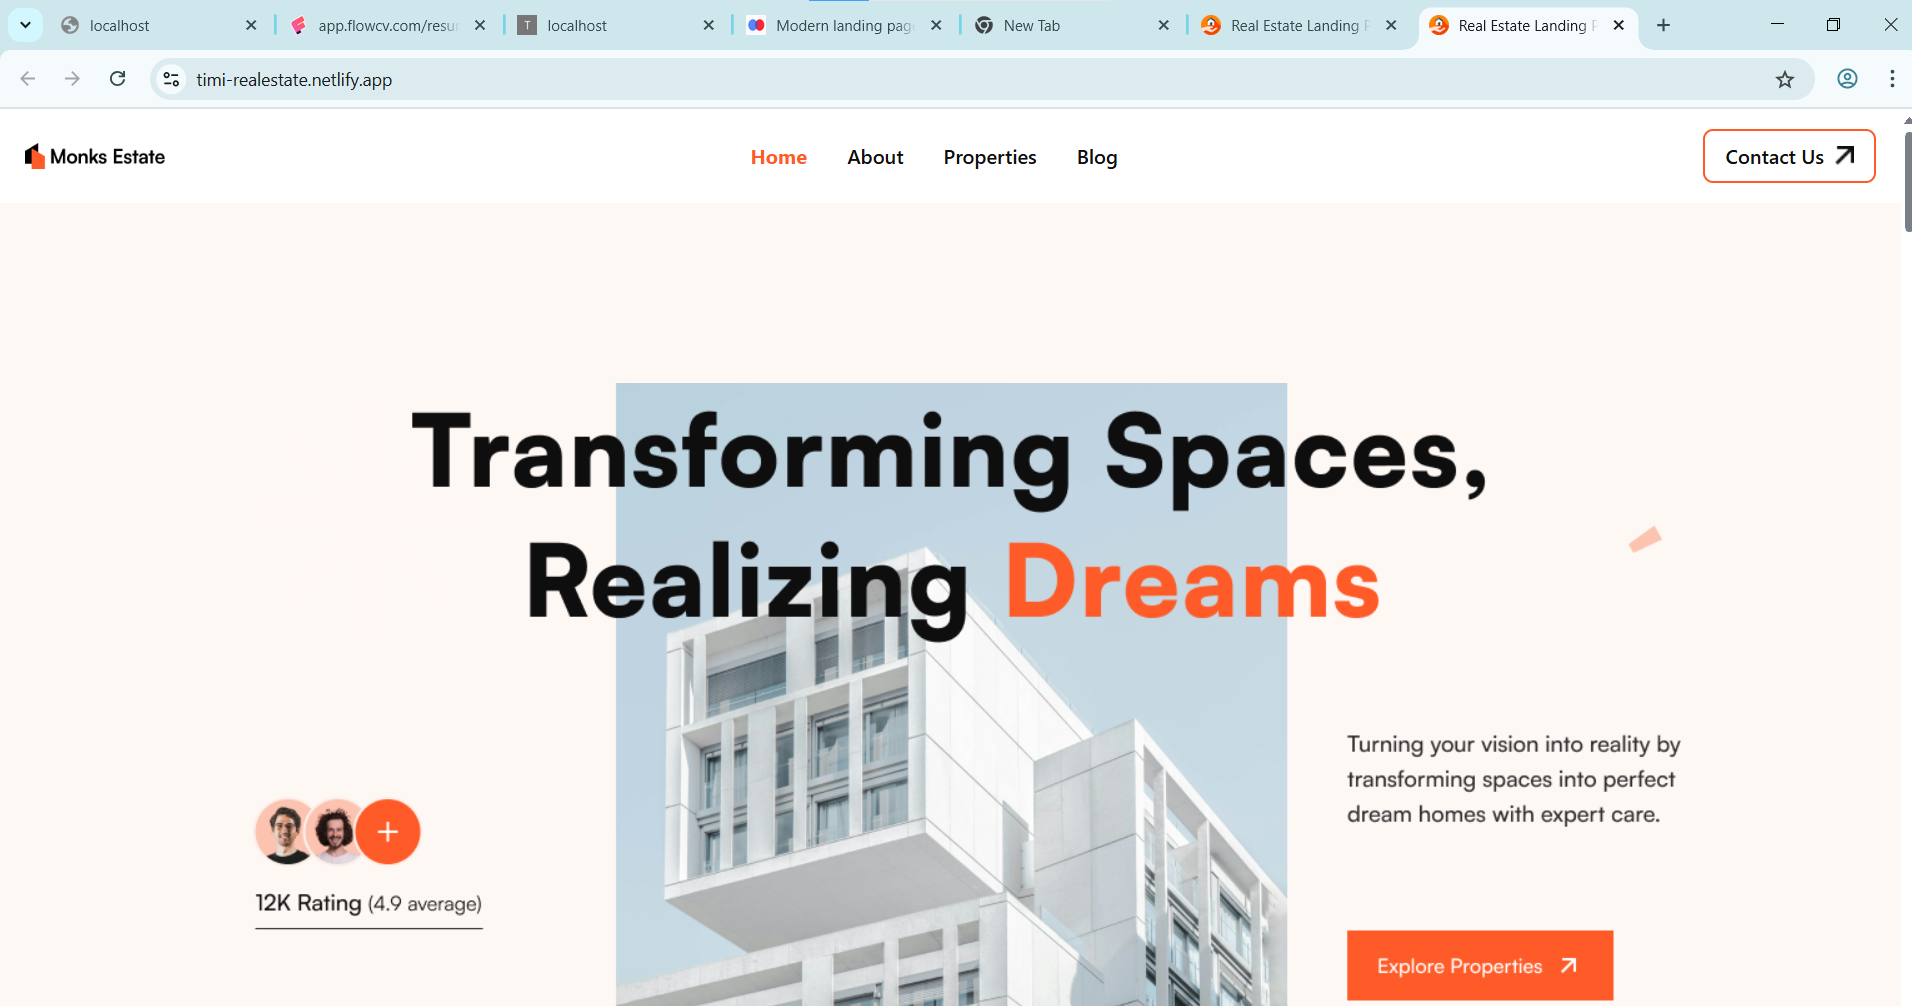 localhost
app.flowcv.com/resu
T
localhost
Modern landing pag
New Tab
Real Estate Landing P
Real Estate Landing P
timi-realestate.netlify.app
Monks Estate
Home
About
Properties
Blog
Contact Us
Transforming Spaces,
Realizing Dreams
Turning your vision into reality by
transforming spaces into perfect
dream homes with expert care.
12K Rating (4.9 average)
Explore Properties